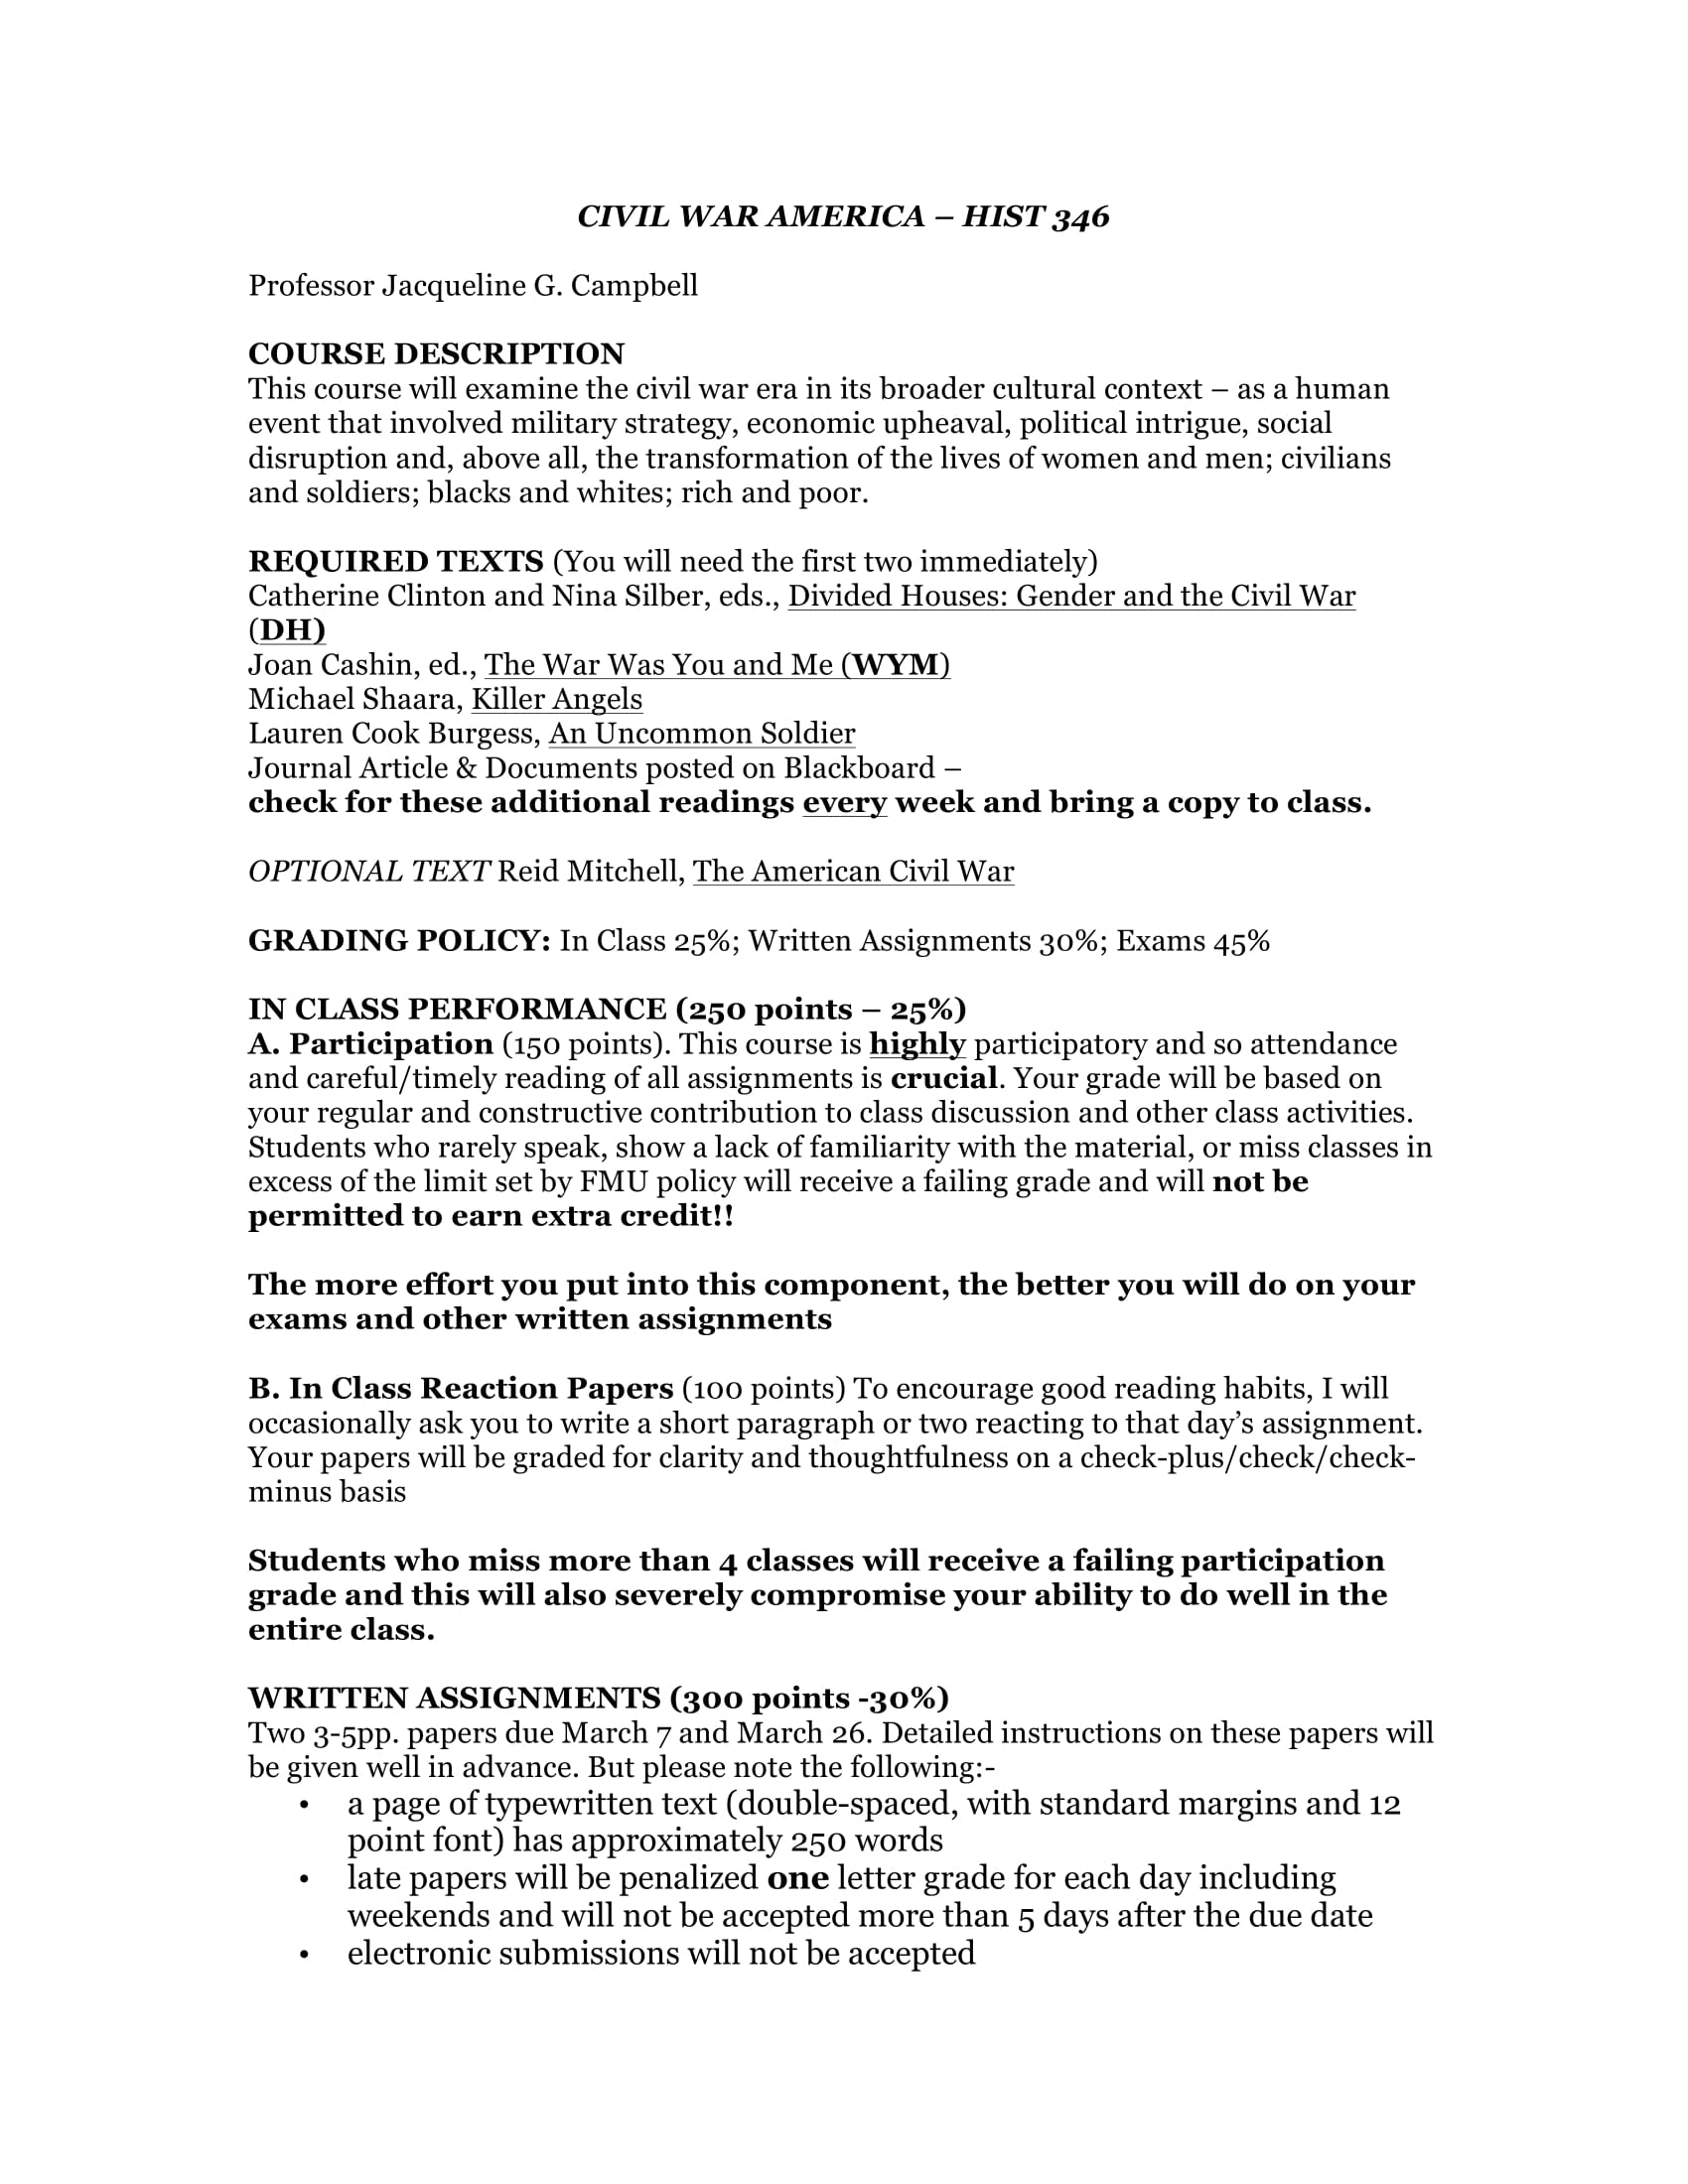 CIVIL WAR AMERICA – HIST 346
Professor Jacqueline G. Campbell
COURSE DESCRIPTION
This course will examine the civil war era in its broader cultural context – as a human
event that involved military strategy, economic upheaval, political intrigue, social
disruption and, above all, the transformation of the lives of women and men; civilians
and soldiers; blacks and whites; rich and poor.
REQUIRED TEXTS (You will need the first two immediately)
Catherine Clinton and Nina Silber, eds., Divided Houses: Gender and the Civil War
(DH)
Joan Cashin, ed., The War Was You and Me (WYM)
Michael Shaara, Killer Angels
Lauren Cook Burgess, An Uncommon Soldier
Journal Article & Documents posted on Blackboard –
check for these additional readings every week and bring a copy to class.
OPTIONAL TEXT Reid Mitchell, The American Civil War
GRADING POLICY: In Class 25%; Written Assignments 30%; Exams 45%
IN CLASS PERFORMANCE (250 points – 25%)
A. Participation (150 points). This course is highly participatory and so attendance
and careful/timely reading of all assignments is crucial. Your grade will be based on
your regular and constructive contribution to class discussion and other class activities.
Students who rarely speak, show a lack of familiarity with the material, or miss classes in
excess of the limit set by FMU policy will receive a failing grade and will not be
permitted to earn extra credit!!
The more effort you put into this component, the better you will do on your
exams and other written assignments
B. In Class Reaction Papers (100 points) To encourage good reading habits, I will
occasionally ask you to write a short paragraph or two reacting to that day’s assignment.
Your papers will be graded for clarity and thoughtfulness on a check-plus/check/check-
minus basis
Students who miss more than 4 classes will receive a failing participation
grade and this will also severely compromise your ability to do well in the
entire class.
WRITTEN ASSIGNMENTS (300 points -30%)
Two 3-5pp. papers due March 7 and March 26. Detailed instructions on these papers will
be given well in advance. But please note the following:-
• a page of typewritten text (double-spaced, with standard margins and 12
point font) has approximately 250 words
• late papers will be penalized one letter grade for each day including
weekends and will not be accepted more than 5 days after the due date
• electronic submissions will not be accepted